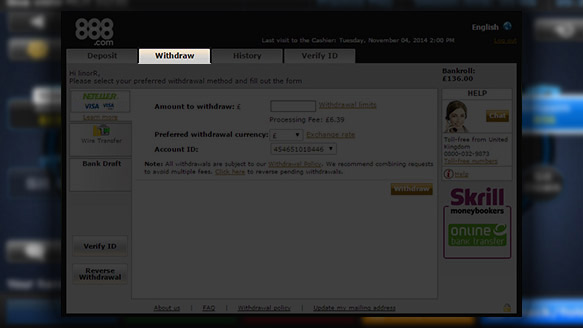 888
.com
English
Last visit to the Cashier: Tuesday, November 04, 2014 2:00 PM
Log out
Deposit
Withdraw
History
Verify ID
Please select your preferred withdrawal method and fill out the form
Bankroll:
£136.00
NETELLER
VISA VISA
Learn more
Wire Transfer
Bank Draft
Verify ID
Reverse
Withdrawal
Amount to withdraw: £
Withdrawal limits
Processing Fee: £6.39
Preferred withdrawal currency: £
Exchange rate
Account ID: 454651018446
Note: All withdrawals are subject to our Withdrawal Policy. We recommend combining requests
to avoid multiple fees. Click here to reverse pending withdrawals.
Withdraw
HELP
Chat
Toll-free from United
Kingdom
Toll-free numbers
Help
Skrill
moneybookers
ONLINE
bank transfer
About us | FAQ | Withdrawal policy | Update my mailing address